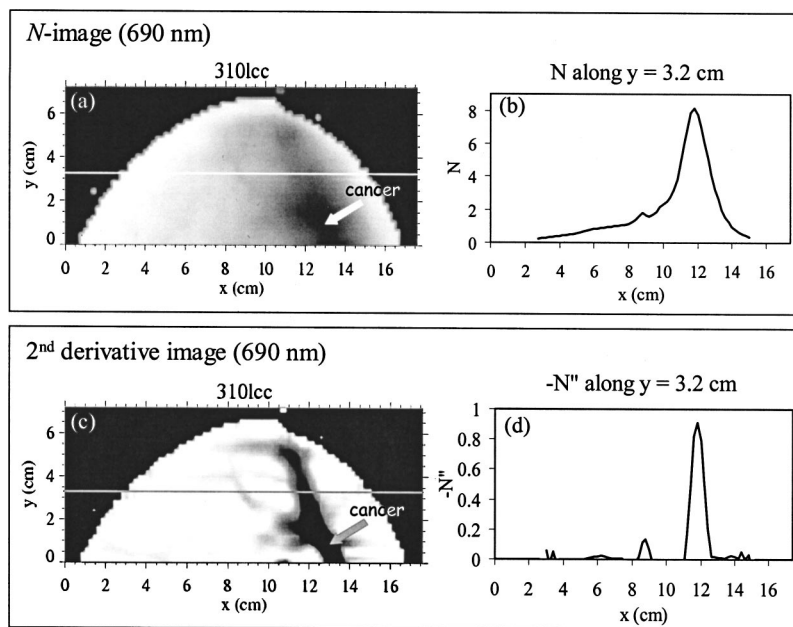 N-image (690 nm)
310lcc
(a)
cancer
y (cm)
6
4
2
0
0 2 4 6 8 10 12 14 16
x (cm)
N along y = 3.2 cm
(b)
N
8
6
4
2
0
0 2 4 6 8 10 12 14 16
x (cm)
2nd derivative image (690 nm)
310lcc
(c)
cancer
y (cm)
6
4
2
0
0 2 4 6 8 10 12 14 16
x (cm)
-N" along y = 3.2 cm
(d)
-N"
1
0.8
0.6
0.4
0.2
0
0 2 4 6 8 10 12 14 16
x (cm)